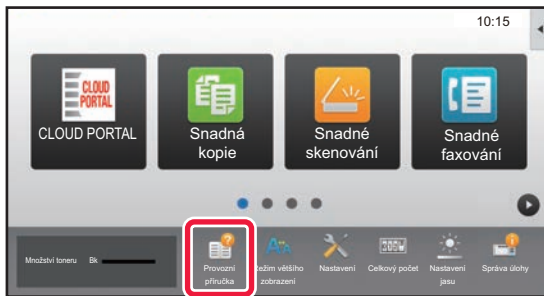 10:15
CLOUD
PORTAL
CLOUD PORTAL
Snadná
kopie
Snadné
skenování
Snadné
faxování
Množství toneru Bk
Provozní
příručka
Režim většího
zobrazení
Nastavení
Celkový počet
Nastavení
jasu
Správa úlohy